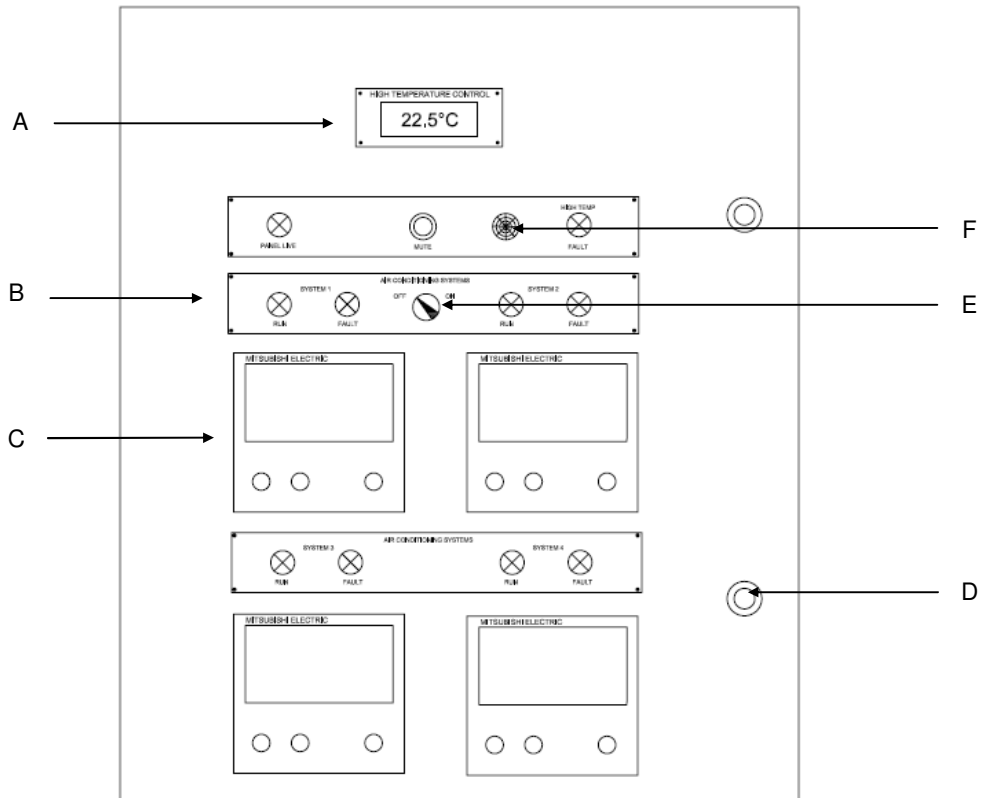 HIGH TEMPERATURE CONTROL
A
22,5°C
HIGH TEMP
F
PANEL LIVE
MUTE
FAULT
B
AIR CONDITIONING SYSTEMS
SYSTEM 1
SYSTEM 2
OFF
ON
E
RUN
FAULT
RUN
FAULT
MITSUBISHI ELECTRIC
MITSUBISHI ELECTRIC
C
AIR CONDITIONING SYSTEMS
SYSTEM 3
SYSTEM 4
RUN
FAULT
RUN
FAULT
D
MITSUBISHI ELECTRIC
MITSUBISHI ELECTRIC